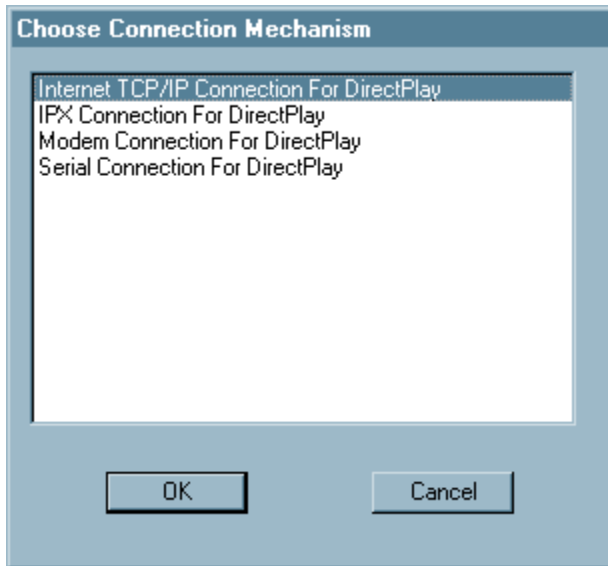 Choose Connection Mechanism
Internet TCP/IP Connection For DirectPlay
IPX Connection For DirectPlay
Modem Connection For DirectPlay
Serial Connection For DirectPlay
OK Cancel